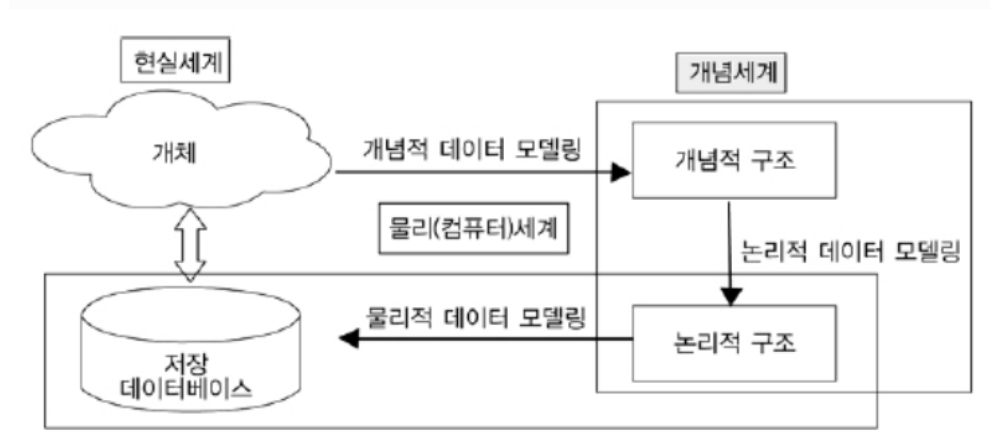 현실세계
개념세계
개체
개념적 데이터 모델링
개념적 구조
물리(컴퓨터)세계
논리적 데이터 모델링
물리적 데이터 모델링
논리적 구조
저장
데이터베이스